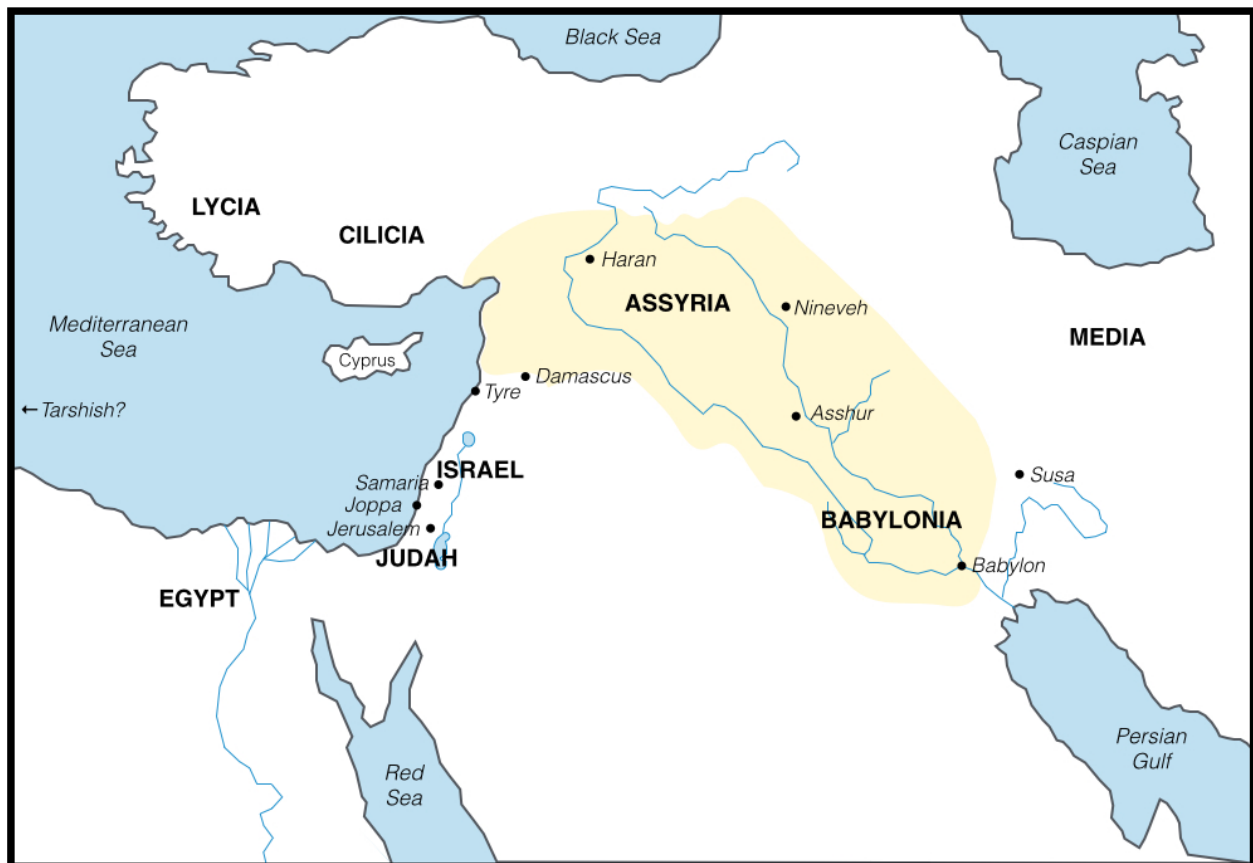 Black Sea
Caspian
Sea
LYCIA
CILICIA
Haran
ASSYRIA
Nineveh
Mediterranean
Sea
MEDIA
Cyprus
Damascus
Tyre
← Tarshish?
Asshur
ISRAEL
Samaria
Susa
Joppa
BABYLONIA
Jerusalem
JUDAH
Babylon
EGYPT
Persian
Gulf
Red
Sea